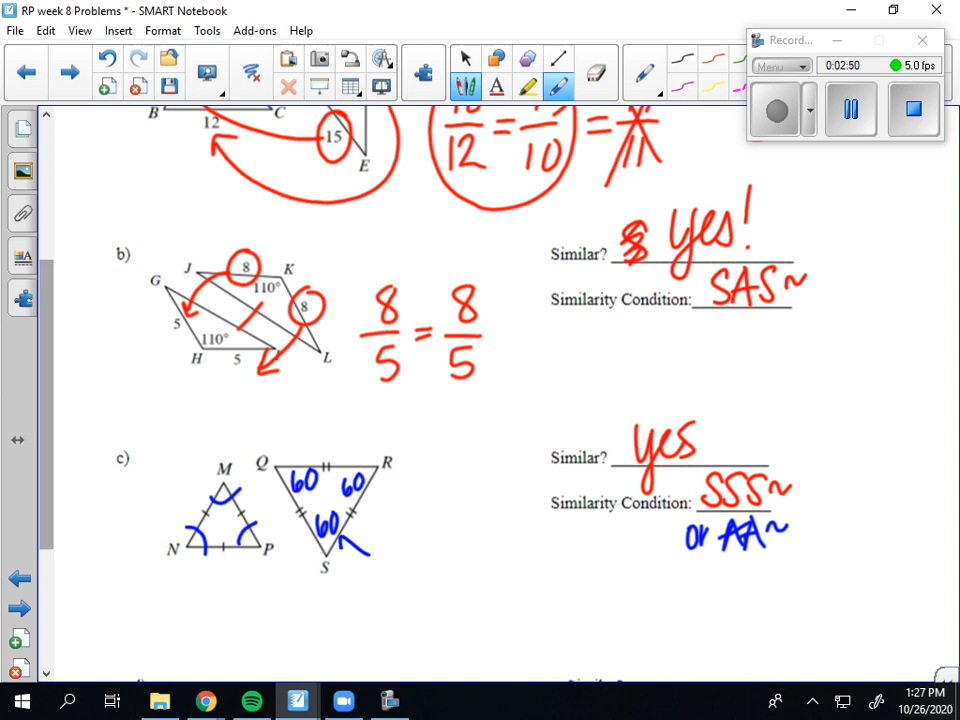 RP week 8 Problems * - SMART Notebook
File Edit View Insert Format Tools Add-ons Help
Record...
Menu 0:02:50 5.0 fps
B 12 C
15
E
12 = 10 =
b)
J 8 K
G 110°
8
5 110°
H 5 L
8/5 = 8/5
Similar? yes!
Similarity Condition: SAS~
c)
M Q R
60 60
60
N P
S
Similar? yes
Similarity Condition: SSS~
or AA~
1:27 PM
10/26/2020